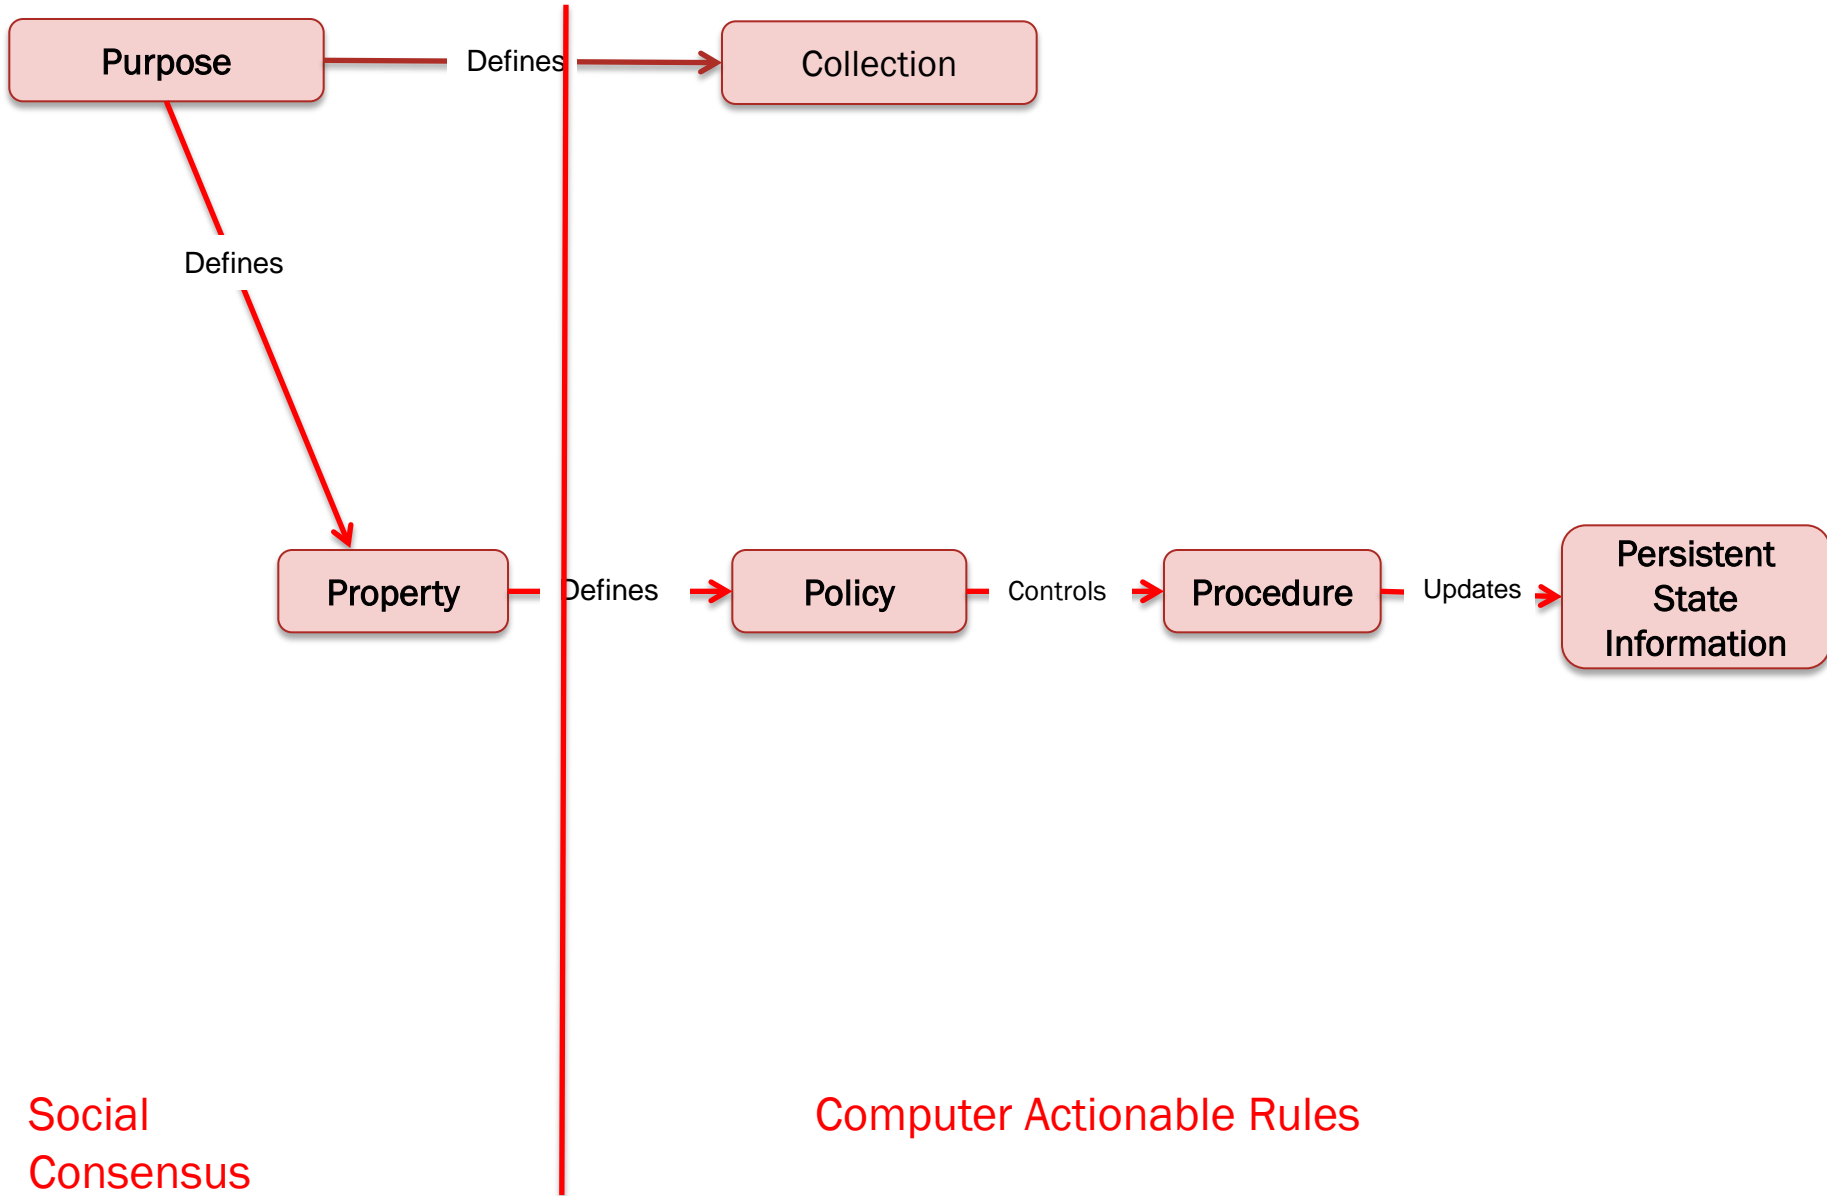 Purpose
Defines
Collection
Defines
Property
Defines
Policy
Controls
Procedure
Updates
Persistent
State
Information
Social
Consensus
Computer Actionable Rules